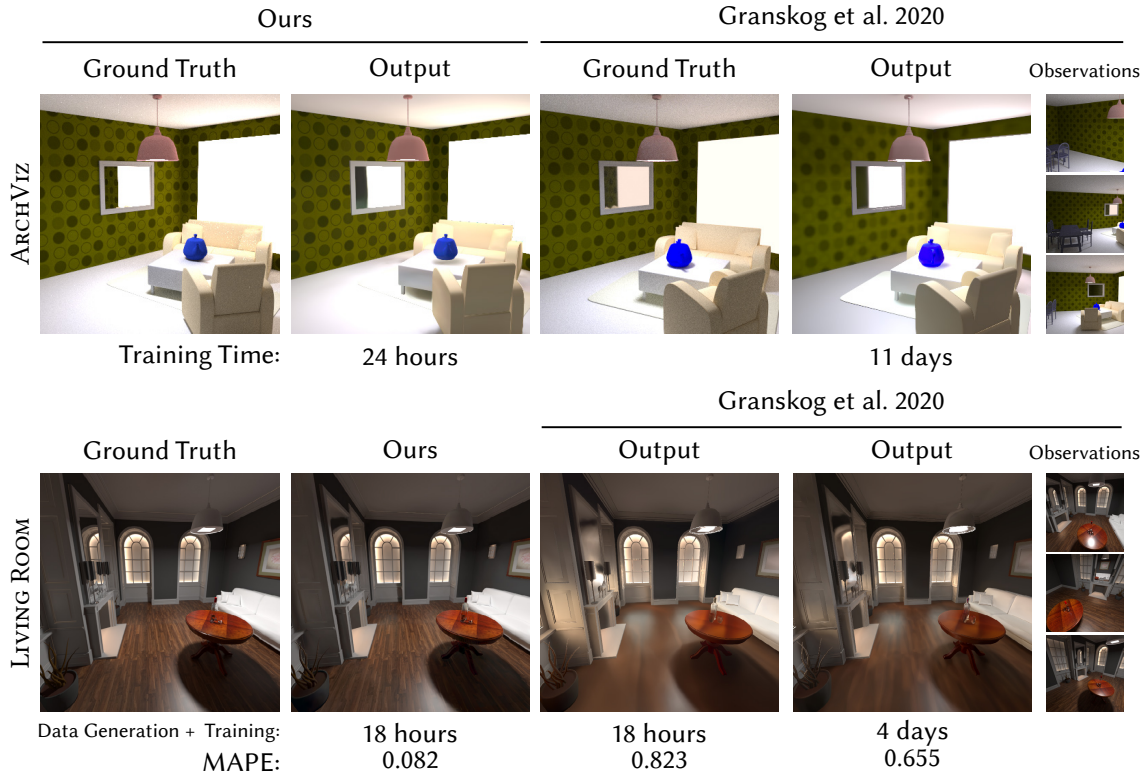 Ours
Granskog et al. 2020
Ground Truth
Output
Ground Truth
Output
Observations
ArchViz
Training Time:
24 hours
11 days
Granskog et al. 2020
Ground Truth
Ours
Output
Output
Observations
Living Room
Data Generation + Training:
18 hours
18 hours
4 days
MAPE:
0.082
0.823
0.655